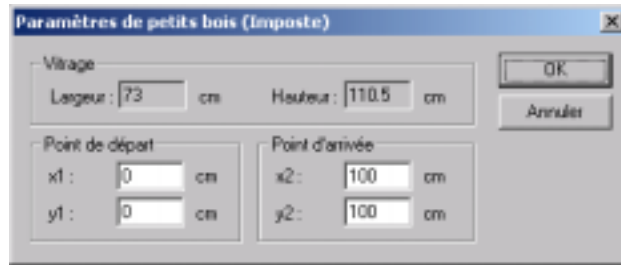 Paramètres de petits bois (Imposte)
Vitrage
Largeur : 73 cm Hauteur : 110.5 cm
OK
Annuler
Point de départ Point d'arrivée
x1 : 0 cm x2 : 100 cm
y1 : 0 cm y2 : 100 cm